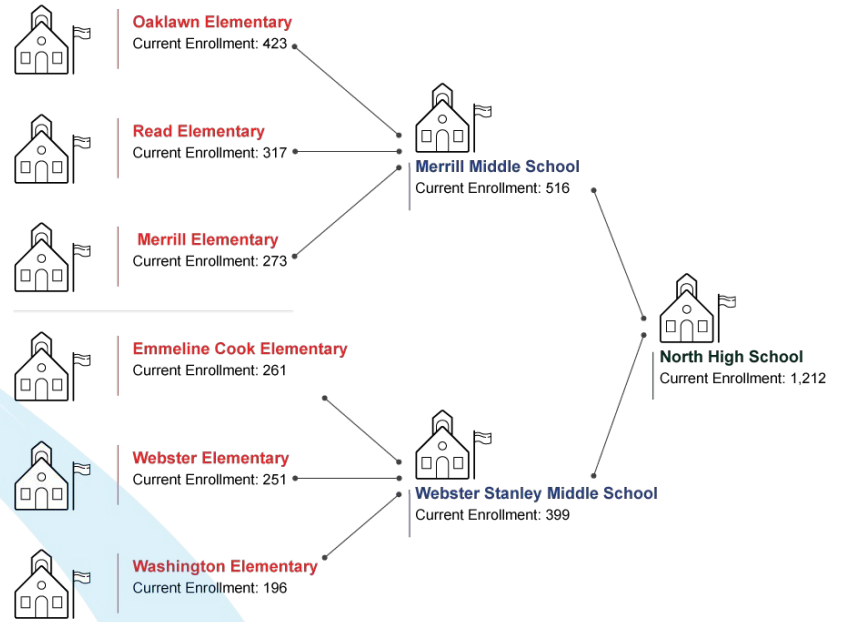 Oaklawn Elementary
Current Enrollment: 423
Read Elementary
Current Enrollment: 317
Merrill Elementary
Current Enrollment: 273
Emmeline Cook Elementary
Current Enrollment: 261
Webster Elementary
Current Enrollment: 251
Washington Elementary
Current Enrollment: 196
Merrill Middle School
Current Enrollment: 516
Webster Stanley Middle School
Current Enrollment: 399
North High School
Current Enrollment: 1,212